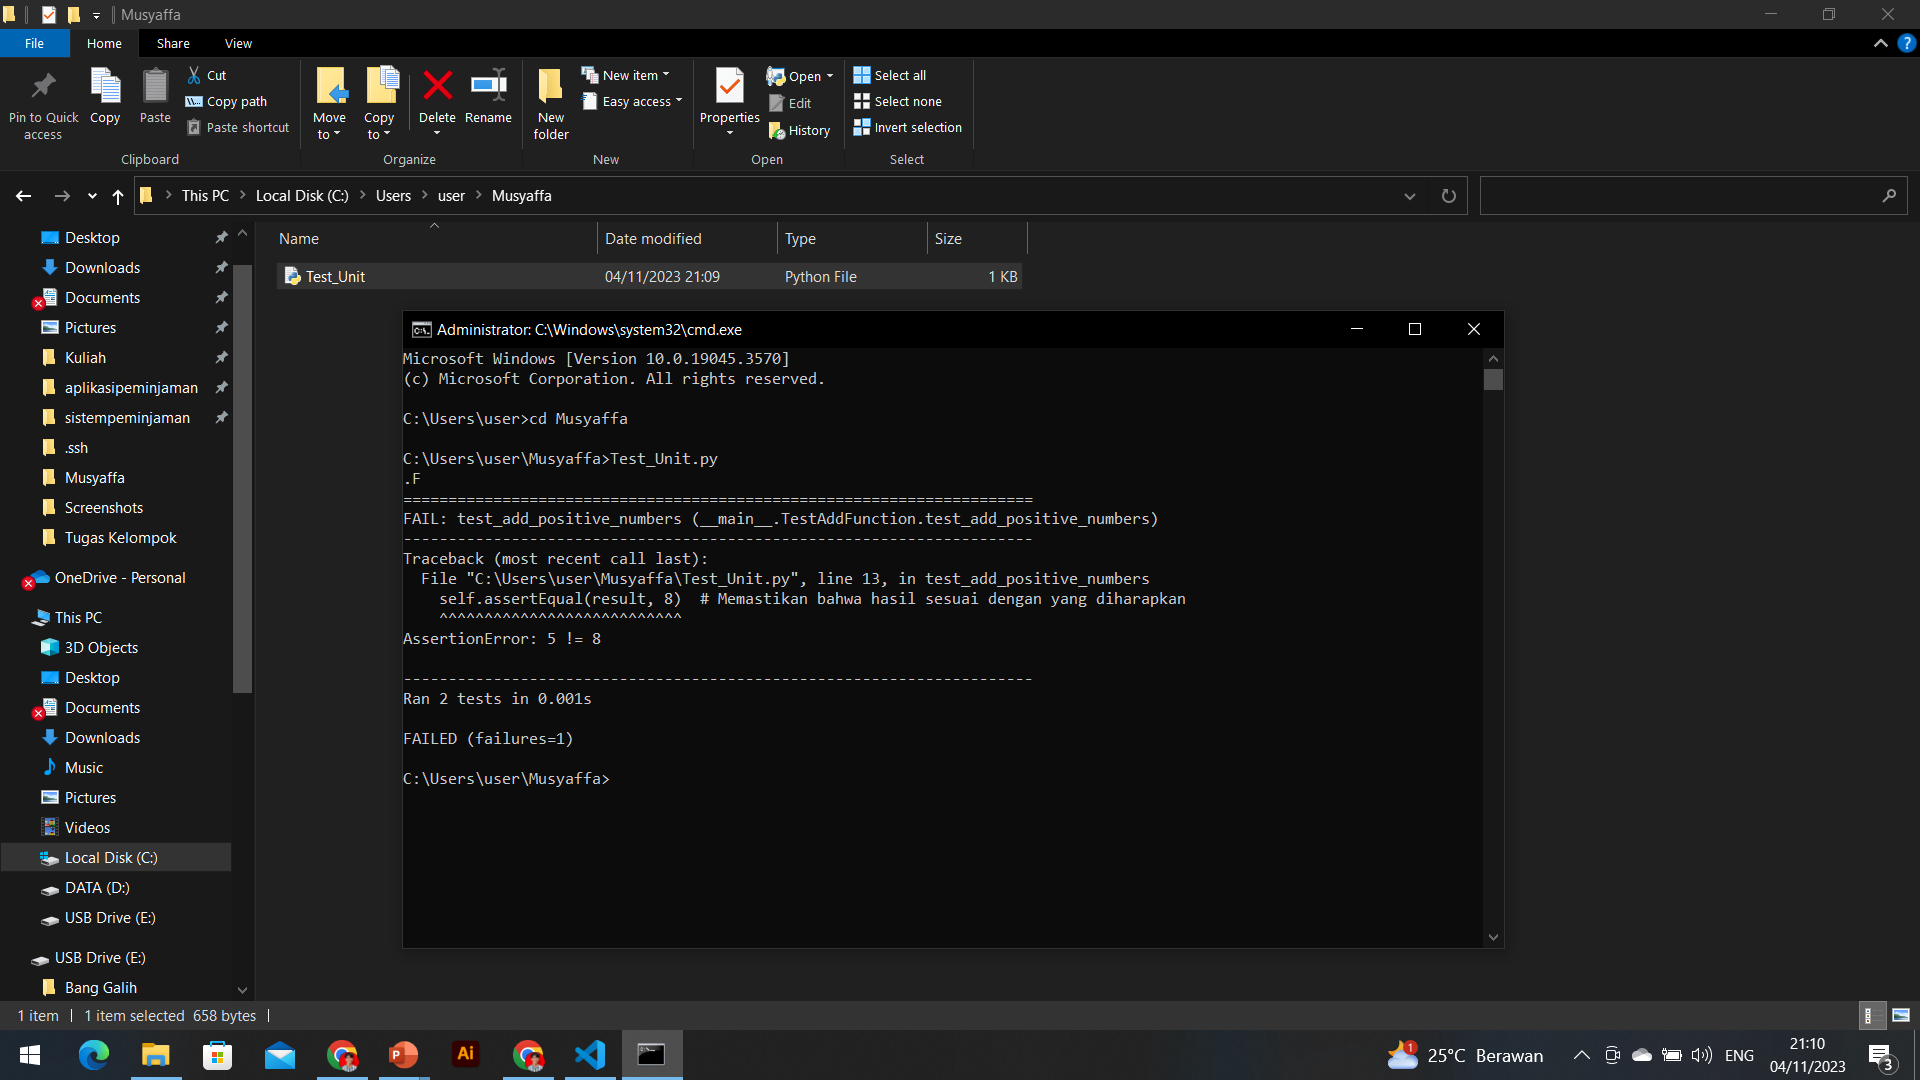 Musyaffa
File
Home
Share
View
Pin to Quick access
Copy
Paste
Cut
Copy path
Paste shortcut
Clipboard
Move to
Copy to
Delete
Rename
Organize
New folder
New item
Easy access
New
Properties
Open
Edit
History
Open
Select all
Select none
Invert selection
Select
This PC
Local Disk (C:)
Users
user
Musyaffa
Name
Date modified
Type
Size
Test_Unit
04/11/2023 21:09
Python File
1 KB
Desktop
Downloads
Documents
Pictures
Kuliah
aplikasipeminjaman
sistempeminjaman
.ssh
Musyaffa
Screenshots
Tugas Kelompok
OneDrive - Personal
This PC
3D Objects
Desktop
Documents
Downloads
Music
Pictures
Videos
Local Disk (C:)
DATA (D:)
USB Drive (E:)
USB Drive (E:)
Bang Galih
Administrator: C:\Windows\system32\cmd.exe
Microsoft Windows [Version 10.0.19045.3570]
(c) Microsoft Corporation. All rights reserved.
C:\Users\user>cd Musyaffa
C:\Users\user\Musyaffa>Test_Unit.py
.F
======================================================================
FAIL: test_add_positive_numbers (__main__.TestAddFunction.test_add_positive_numbers)
----------------------------------------------------------------------
Traceback (most recent call last):
  File "C:\Users\user\Musyaffa\Test_Unit.py", line 13, in test_add_positive_numbers
    self.assertEqual(result, 8)  # Memastikan bahwa hasil sesuai dengan yang diharapkan
    ^^^^^^^^^^^^^^^^^^^^^^^^^^^
AssertionError: 5 != 8
----------------------------------------------------------------------
Ran 2 tests in 0.001s
FAILED (failures=1)
C:\Users\user\Musyaffa>
1 item
1 item selected
658 bytes
P
Ai
1
25°C
Berawan
ENG
21:10
04/11/2023
3